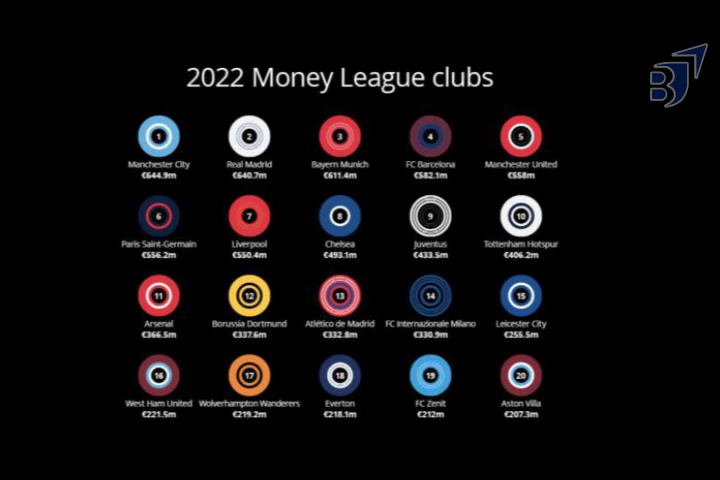 BJ
2022 Money League clubs
1 2 3 4 5
Manchester City Real Madrid Bayern Munich FC Barcelona Manchester United
€644.9m €640.7m €611.4m €582.1m €558m
6 7 8 9 10
Paris Saint-Germain Liverpool Chelsea Juventus Tottenham Hotspur
€556.2m €550.4m €493.1m €433.5m €406.2m
11 12 13 14 15
Arsenal Borussia Dortmund Atlético de Madrid FC Internazionale Milano Leicester City
€366.5m €337.6m €332.8m €330.9m €255.5m
16 17 18 19 20
West Ham United Wolverhampton Wanderers Everton FC Zenit Aston Villa
€221.5m €219.2m €218.1m €212m €207.3m